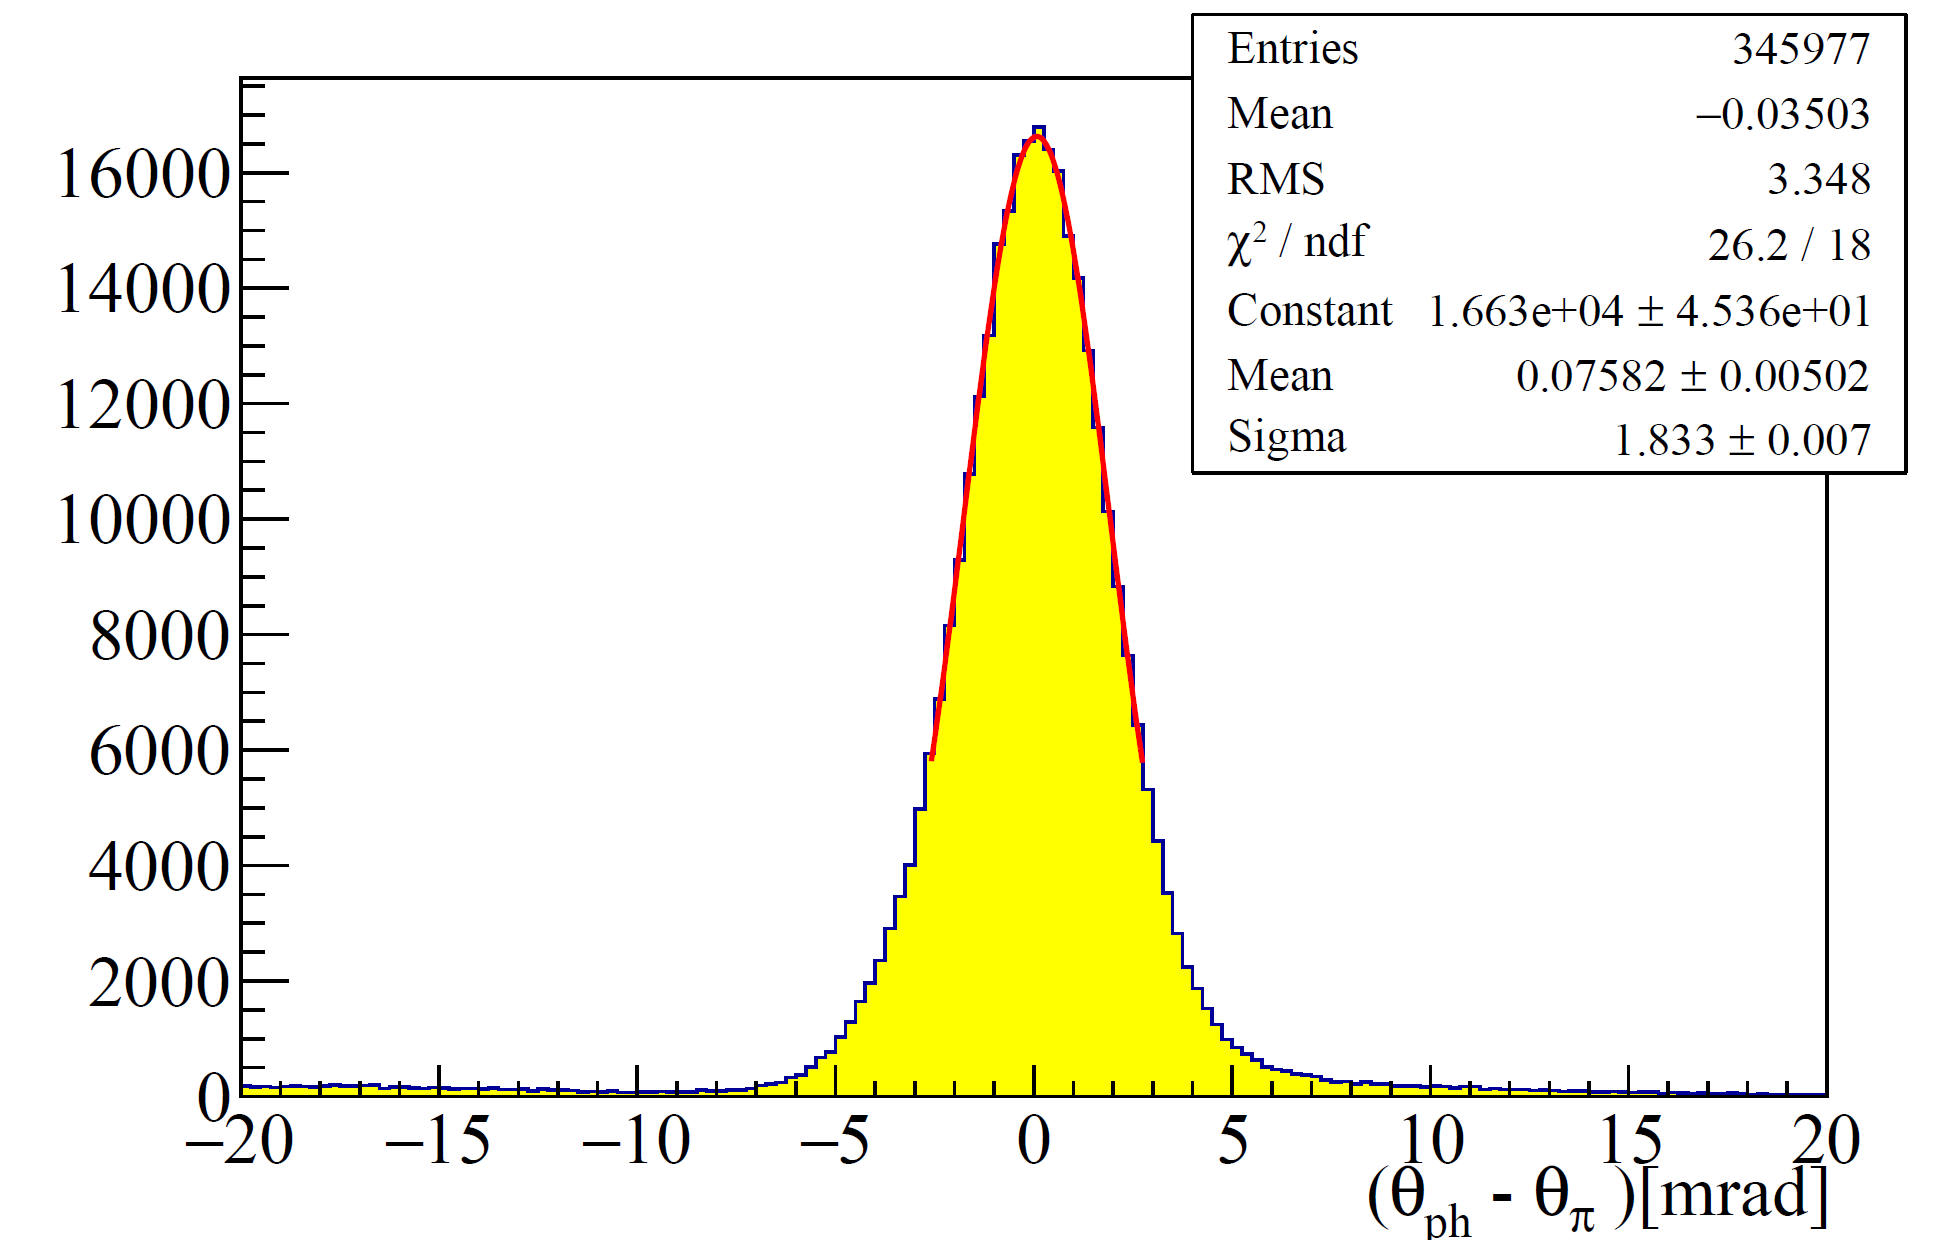 Entries 345977
Mean −0.03503
RMS 3.348
χ² / ndf 26.2 / 18
Constant 1.663e+04 ± 4.536e+01
Mean 0.07582 ± 0.00502
Sigma 1.833 ± 0.007
16000
14000
12000
10000
8000
6000
4000
2000
0
−20 −15 −10 −5 0 5 10 15 20
(θph - θπ )[mrad]